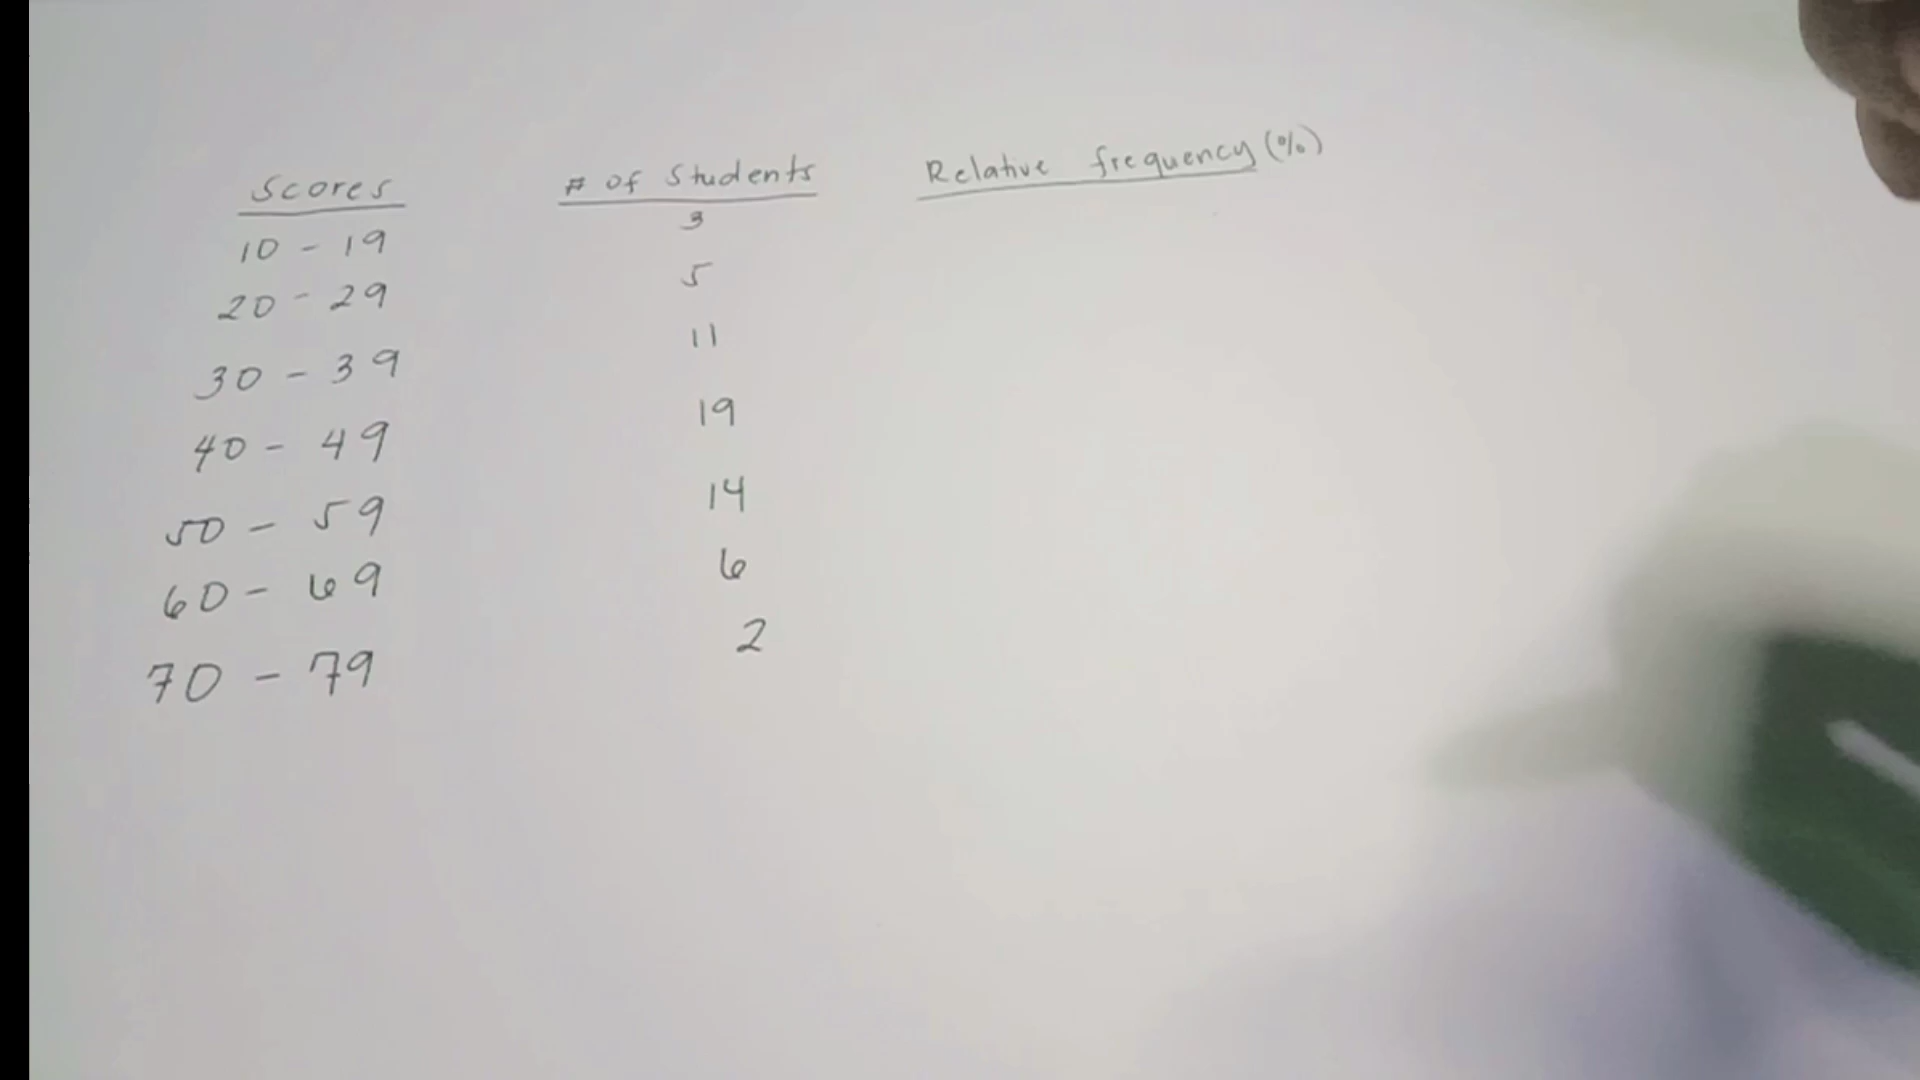 Scores # of Students Relative frequency (%)
10 - 19 3
20 - 29 5
30 - 39 11
40 - 49 19
50 - 59 14
60 - 69 6
70 - 79 2